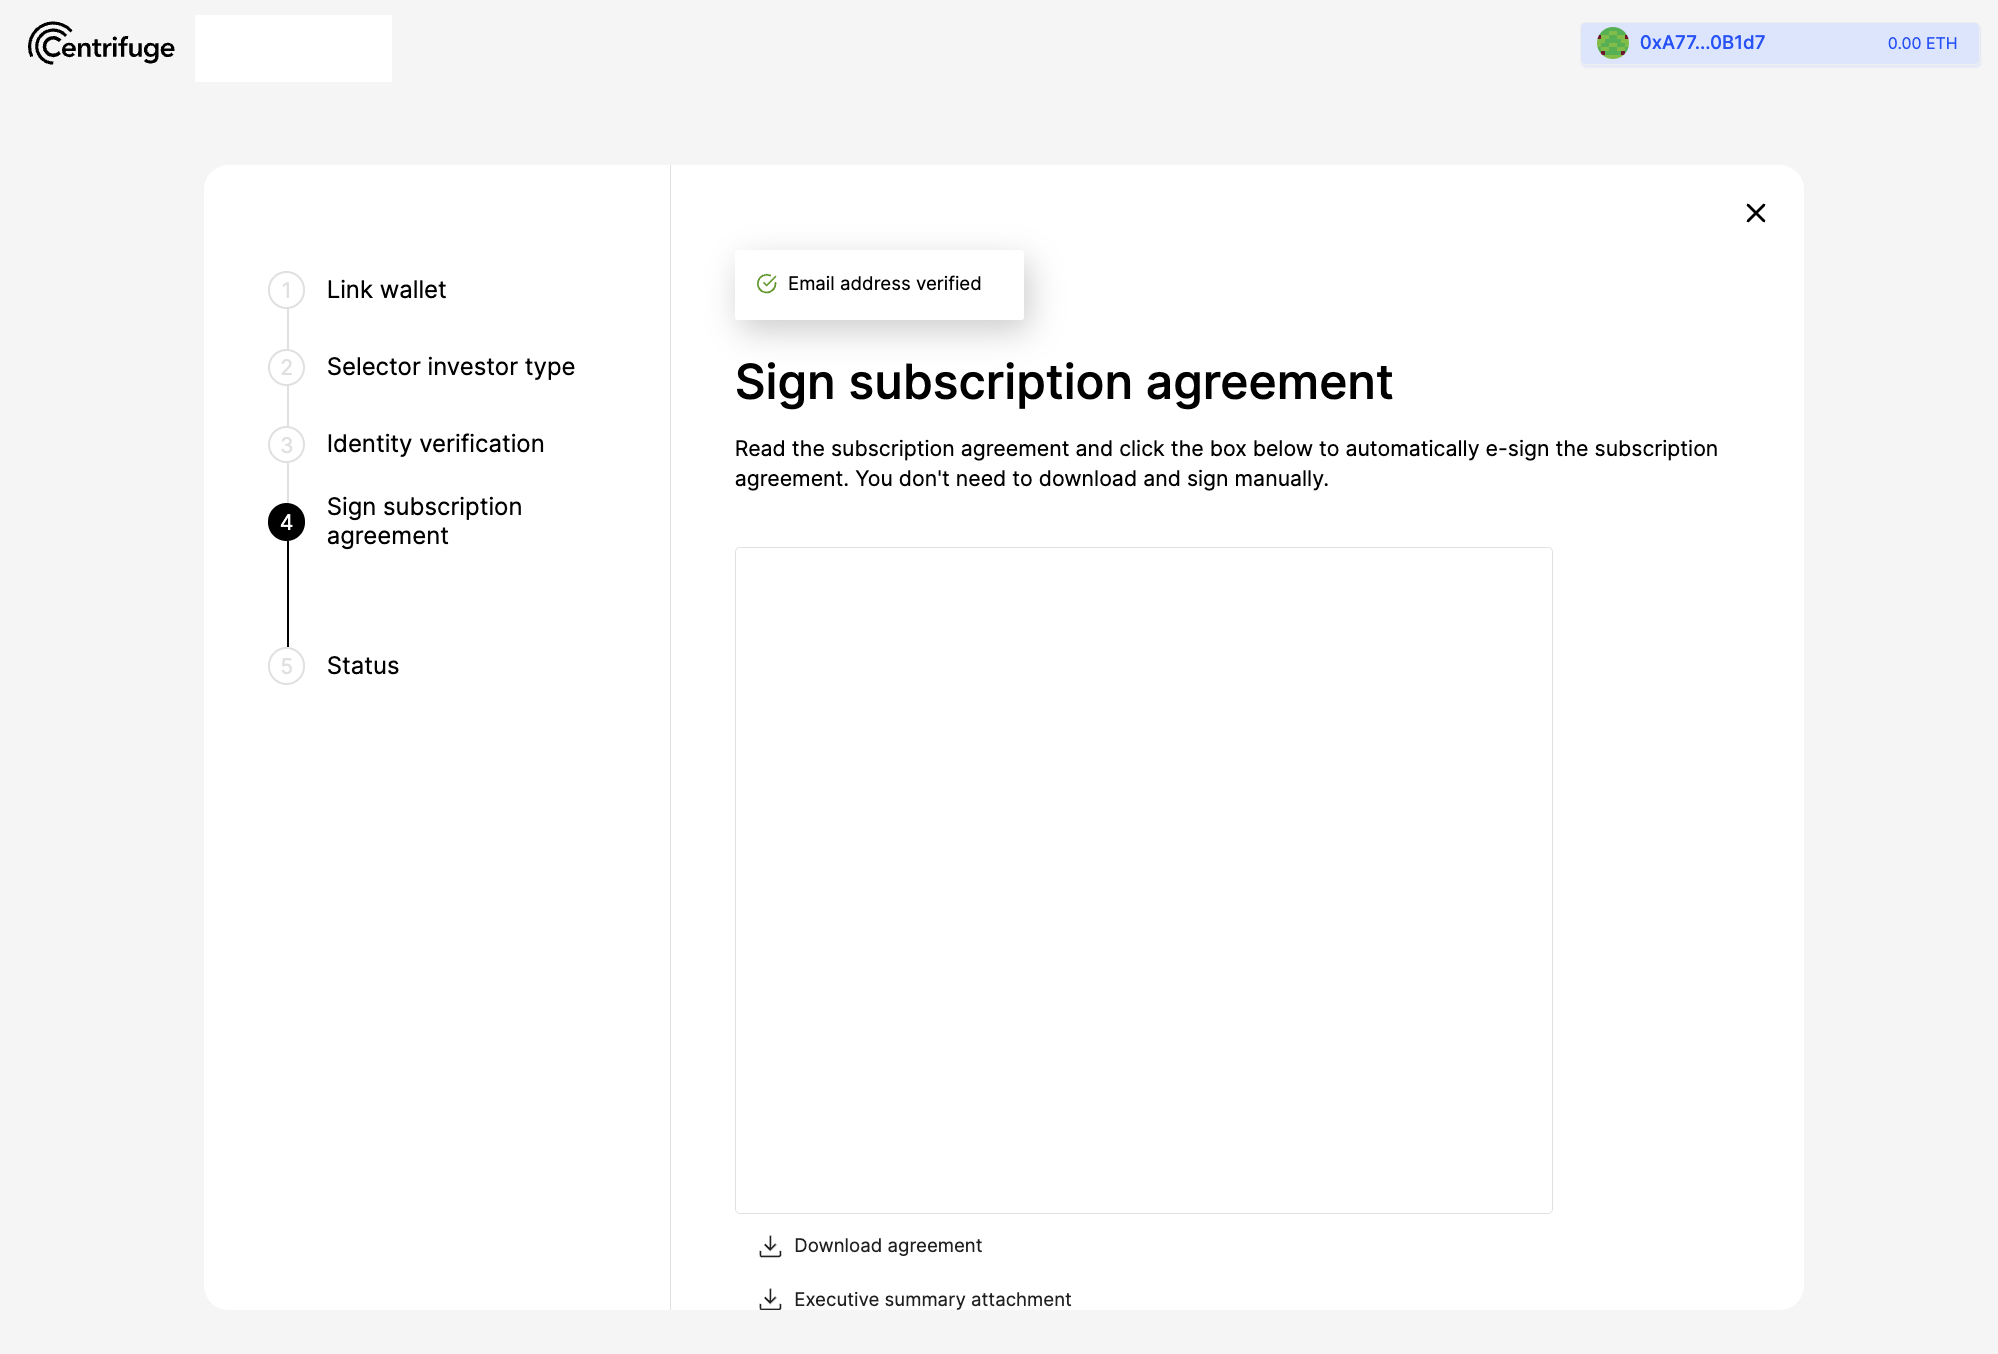 Centrifuge
0xA77...0B1d7
0.00 ETH
1 Link wallet
2 Selector investor type
3 Identity verification
4 Sign subscription
agreement
5 Status
Email address verified
Sign subscription agreement
Read the subscription agreement and click the box below to automatically e-sign the subscription
agreement. You don't need to download and sign manually.
Download agreement
Executive summary attachment